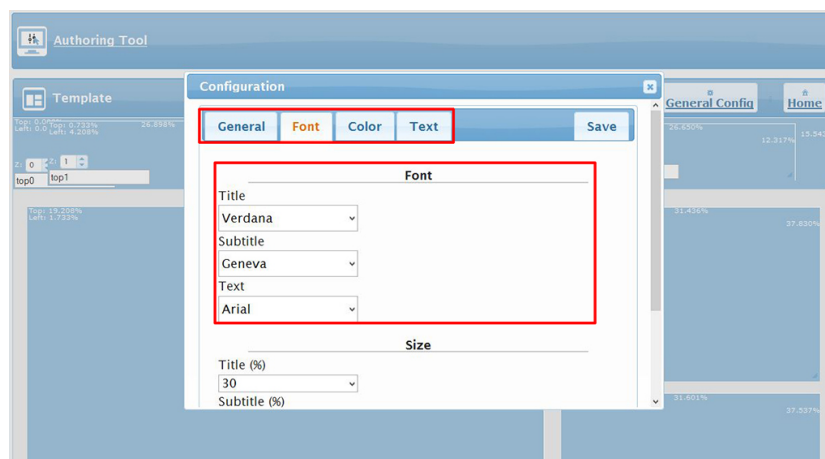 Authoring Tool
Template
General Config
Home
Top: 0.733%
Left: 4.208%
26.898%
26.650%
12.317%
Z: 0
Z: 1
top0
top1
Top: 19.208%
Left: 1.733%
31.436%
37.830%
Configuration
General
Font
Color
Text
Save
Font
Title
Verdana
Subtitle
Geneva
Text
Arial
Size
Title (%)
30
Subtitle (%)
31.601%
37.537%